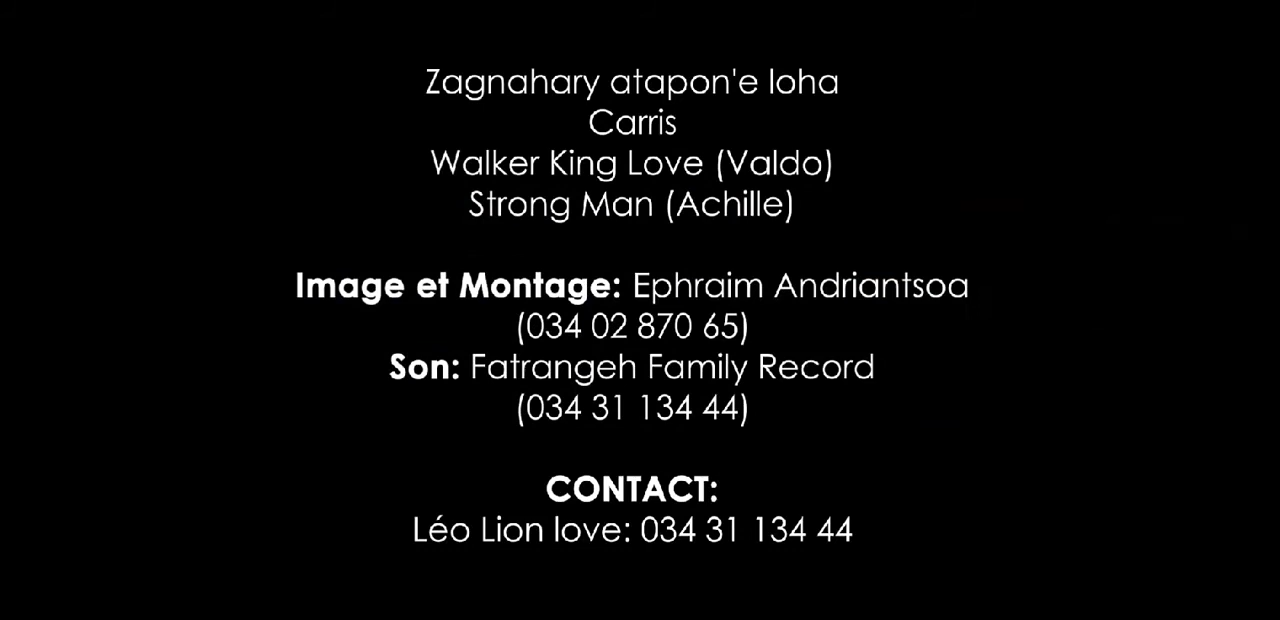 Zagnahary atapon'e loha
Carris
Walker King Love (Valdo)
Strong Man (Achille)
Image et Montage: Ephraim Andriantsoa
(034 02 870 65)
Son: Fatrangeh Family Record
(034 31 134 44)
CONTACT:
Léo Lion love: 034 31 134 44